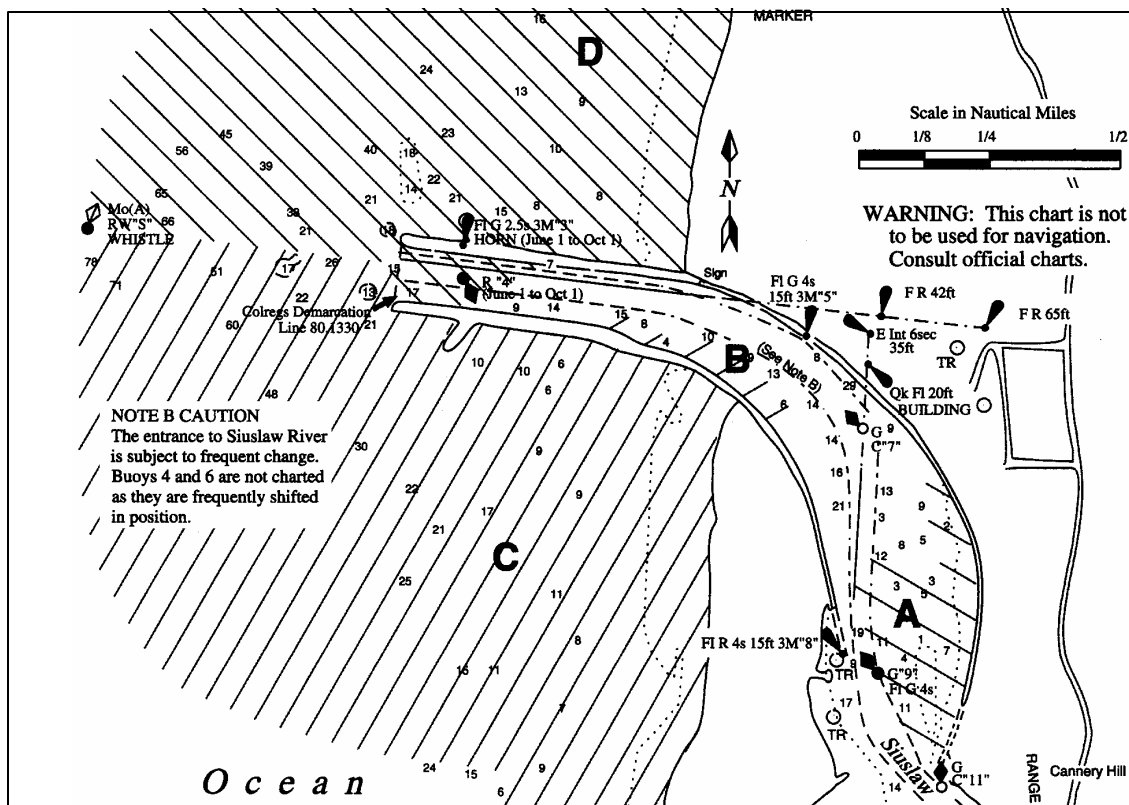 MARKER
D
Scale in Nautical Miles
0 1/8 1/4 1/2
N
WARNING: This chart is not
to be used for navigation.
Consult official charts.
Mo(A)
RW"S"
WHISTLE
Fl G 2.5s 3M"3"
HORN (June 1 to Oct 1)
R "4"
(June 1 to Oct 1)
Colregs Demarcation
Line 80.1330
Sign
Fl G 4s
15ft 3M"5"
F R 42ft
F R 65ft
E Int 6sec
35ft
TR
Qk Fl 20ft
BUILDING
B
(See Note B)
G
C"7"
NOTE B CAUTION
The entrance to Siuslaw River
is subject to frequent change.
Buoys 4 and 6 are not charted
as they are frequently shifted
in position.
C
A
Fl R 4s 15ft 3M"8"
TR
G"9"
Fl G 4s
TR
Siuslaw
G
C"11"
RANGE
Cannery Hill
Ocean